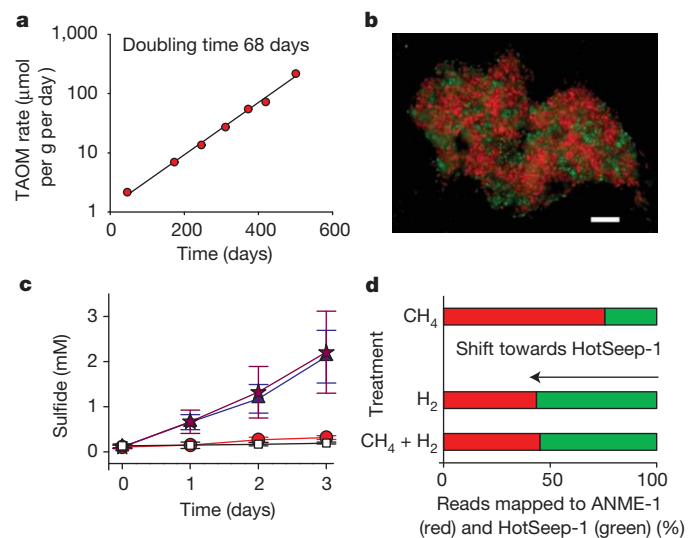 a
Doubling time 68 days
TAOM rate (μmol
per g per day)
1,000
100
10
1
0
200
400
600
Time (days)
b
c
Sulfide (mM)
3
2
1
0
0
1
2
3
Time (days)
d
Treatment
CH4
Shift towards HotSeep-1
H2
CH4 + H2
0
50
100
Reads mapped to ANME-1
(red) and HotSeep-1 (green) (%)